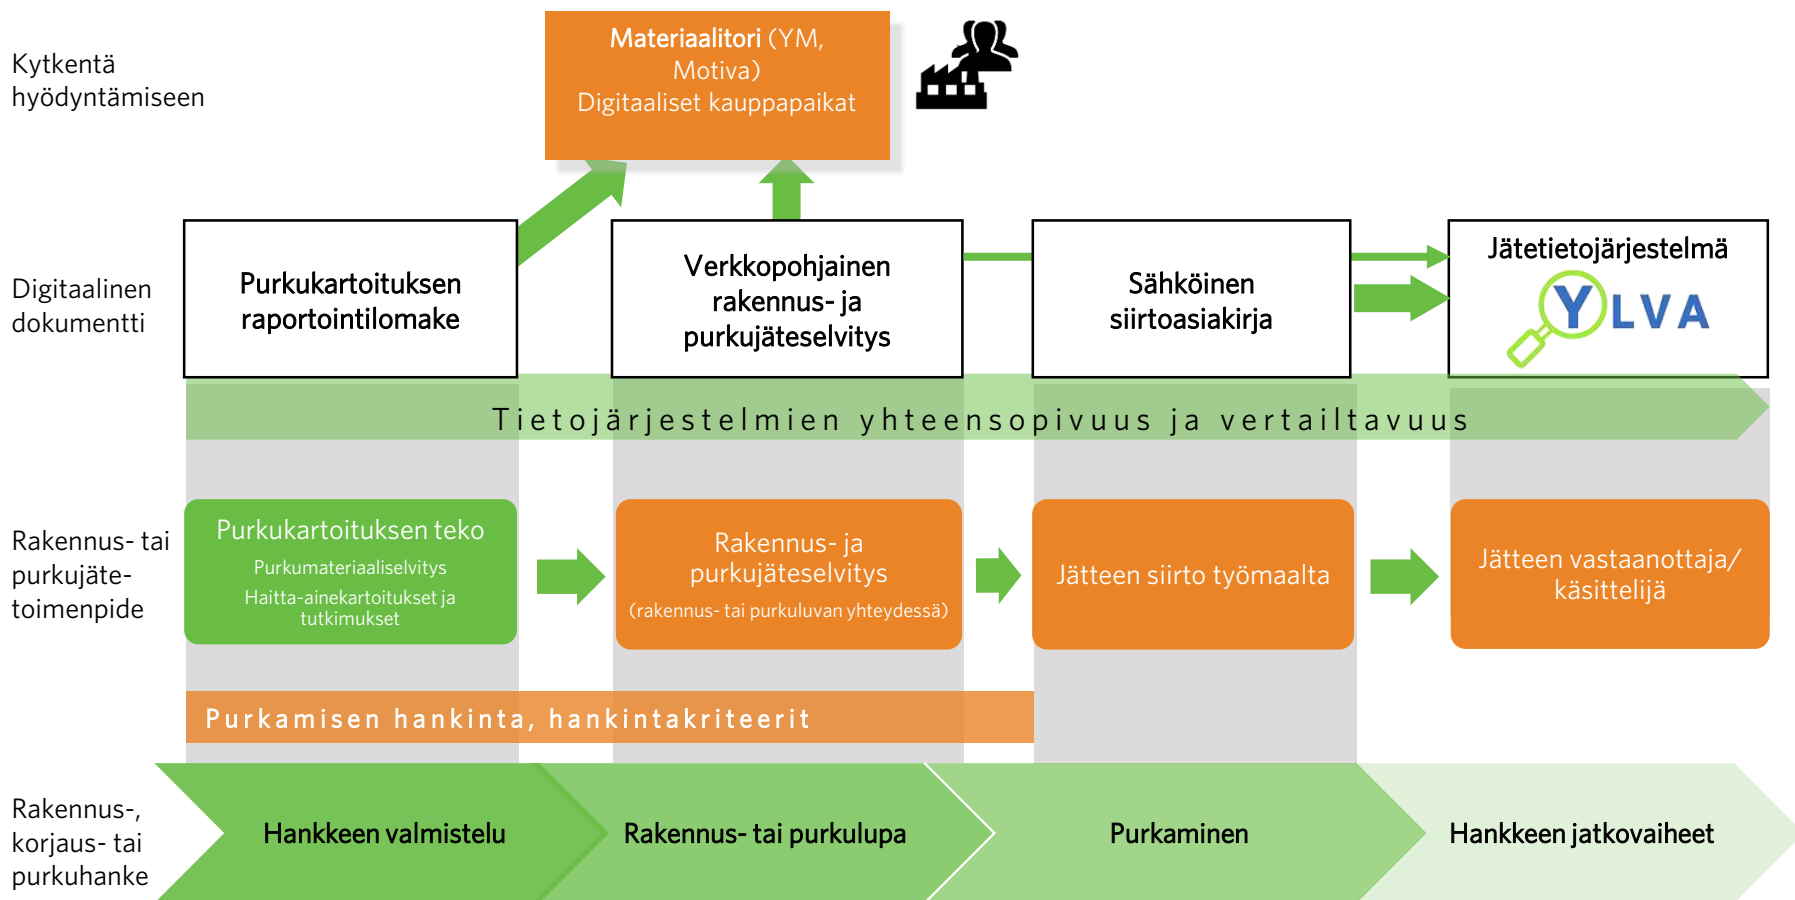 Kytkentä
hyödyntämiseen
Materiaalitori (YM,
Motiva)
Digitaaliset kauppapaikat
Digitaalinen
dokumentti
Purkukartoituksen
raportointilomake
Verkkopohjainen
rakennus- ja
purkujäteselvitys
Sähköinen
siirtoasiakirja
Jätetietojärjestelmä
YLVA
Tietojärjestelmien yhteensopivuus ja vertailtavuus
Rakennus- tai
purkujäte-
toimenpide
Purkukartoituksen teko
Purkumateriaaliselvitys
Haitta-ainekartoitukset ja
tutkimukset
Rakennus- ja
purkujäteselvitys
(rakennus- tai purkuluvan yhteydessä)
Jätteen siirto työmaalta
Jätteen vastaanottaja/
käsittelijä
Purkamisen hankinta, hankintakriteerit
Rakennus-,
korjaus- tai
purkuhanke
Hankkeen valmistelu
Rakennus- tai purkulupa
Purkaminen
Hankkeen jatkovaiheet